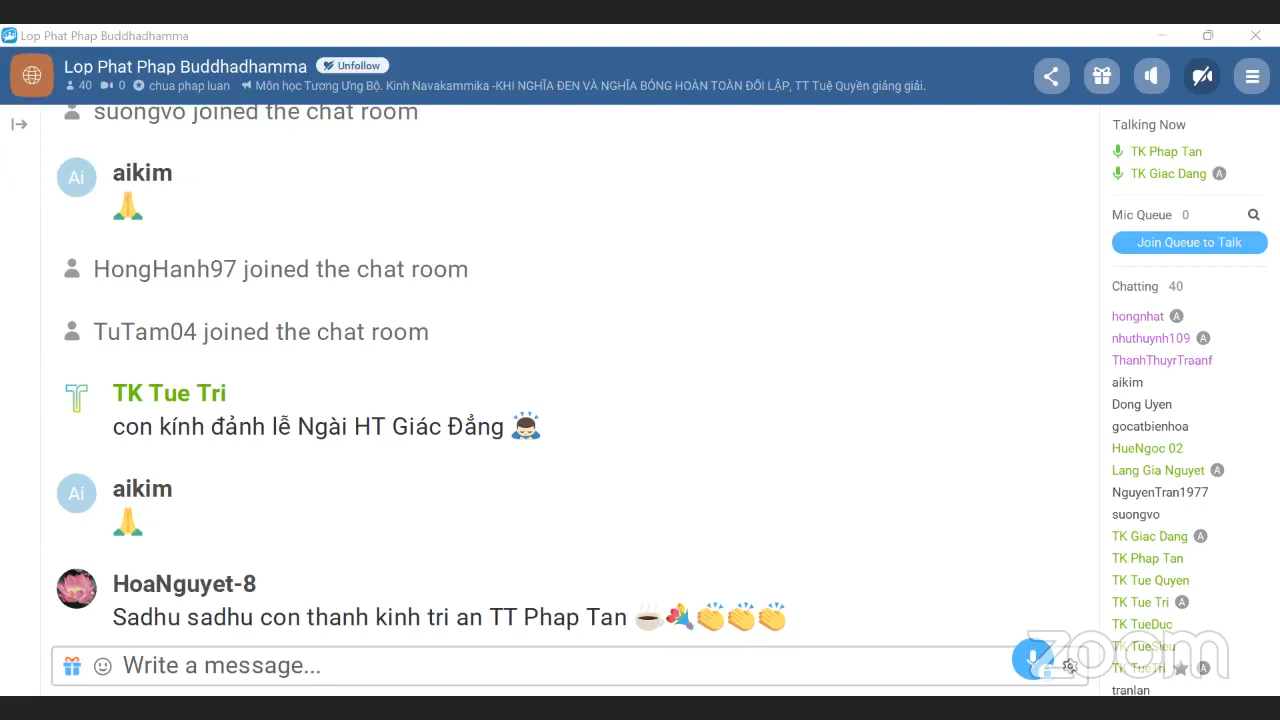 Lop Phat Phap Buddhadhamma
Lop Phat Phap Buddhadhamma Unfollow
40 0 chua phap luan Môn học Tương Ưng Bộ. Kinh Navakammika -KHI NGHĨA ĐEN VÀ NGHĨA BÓNG HOÀN TOÀN ĐỐI LẬP, TT Tuệ Quyền giảng giải.
suongvo joined the chat room
Ai aikim
🙏
HongHanh97 joined the chat room
TuTam04 joined the chat room
T TK Tue Tri
con kính đảnh lễ Ngài HT Giác Đẳng 🙇
Ai aikim
🙏
HoaNguyet-8
Sadhu sadhu con thanh kinh tri an TT Phap Tan ☕💐👏👏👏
Write a message...
Talking Now
TK Phap Tan
TK Giac Dang A
Mic Queue 0
Join Queue to Talk
Chatting 40
hongnhat A
nhuthuynh109 A
ThanhThuyrTraanf
aikim
Dong Uyen
gocatbienhoa
HueNgoc 02
Lang Gia Nguyet A
NguyenTran1977
suongvo
TK Giac Dang A
TK Phap Tan
TK Tue Quyen
TK Tue Tri A
TK TueDuc
TK TueSieu
TK TueTri A
tranlan
zoom